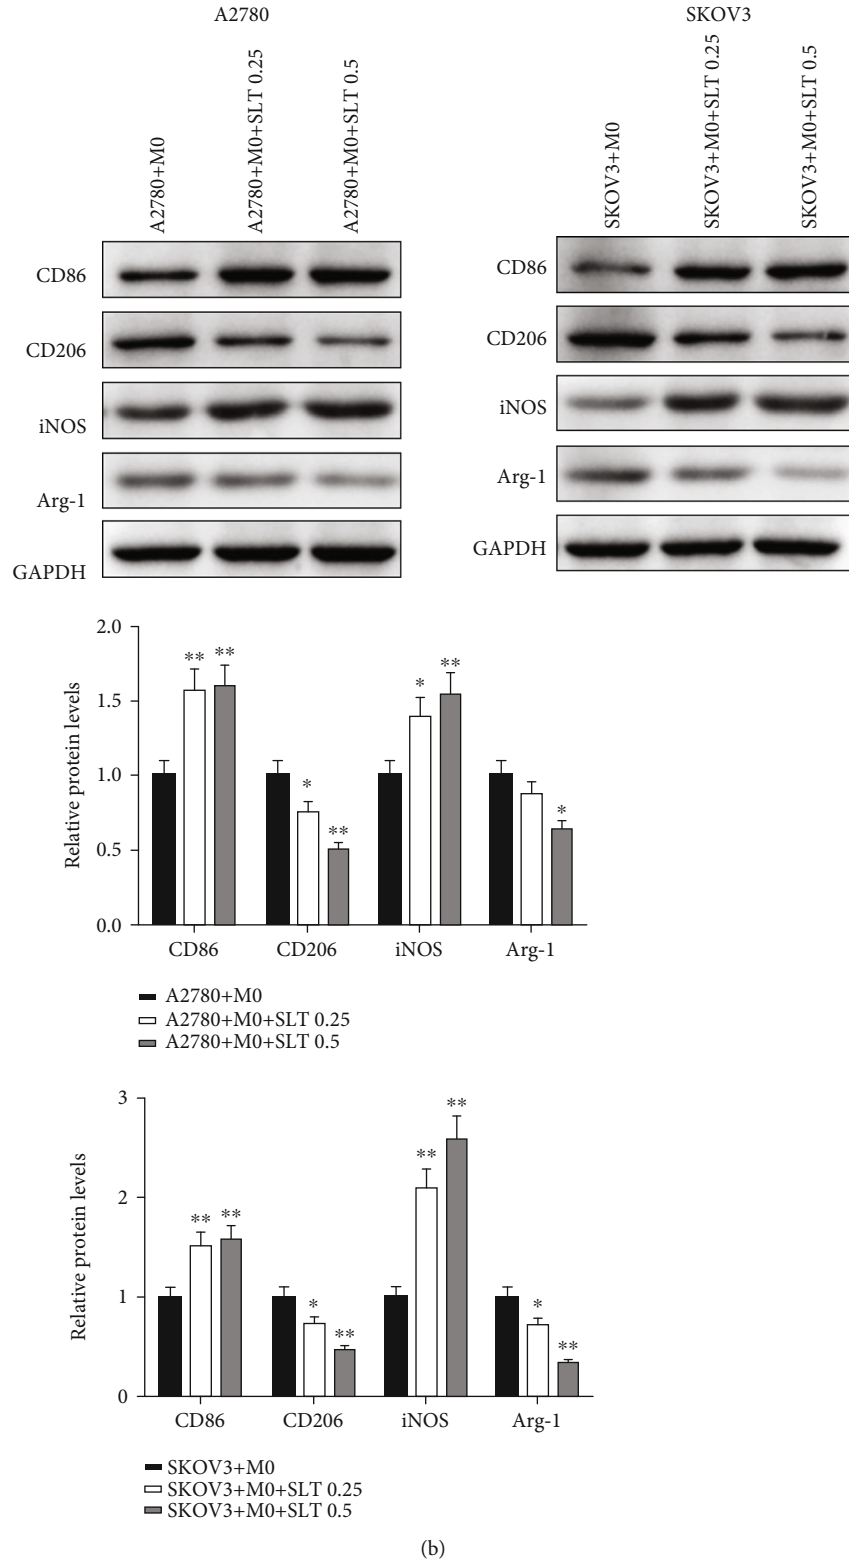 A2780
A2780+M0
A2780+M0+SLT 0.25
A2780+M0+SLT 0.5
CD86
CD206
iNOS
Arg-1
GAPDH
SKOV3
SKOV3+M0
SKOV3+M0+SLT 0.25
SKOV3+M0+SLT 0.5
CD86
CD206
iNOS
Arg-1
GAPDH
Relative protein levels
2.0
1.5
1.0
0.5
0.0
** **
* **
* **
*
CD86 CD206 iNOS Arg-1
A2780+M0
A2780+M0+SLT 0.25
A2780+M0+SLT 0.5
Relative protein levels
3
2
1
0
** **
* **
** **
* **
CD86 CD206 iNOS Arg-1
SKOV3+M0
SKOV3+M0+SLT 0.25
SKOV3+M0+SLT 0.5
(b)